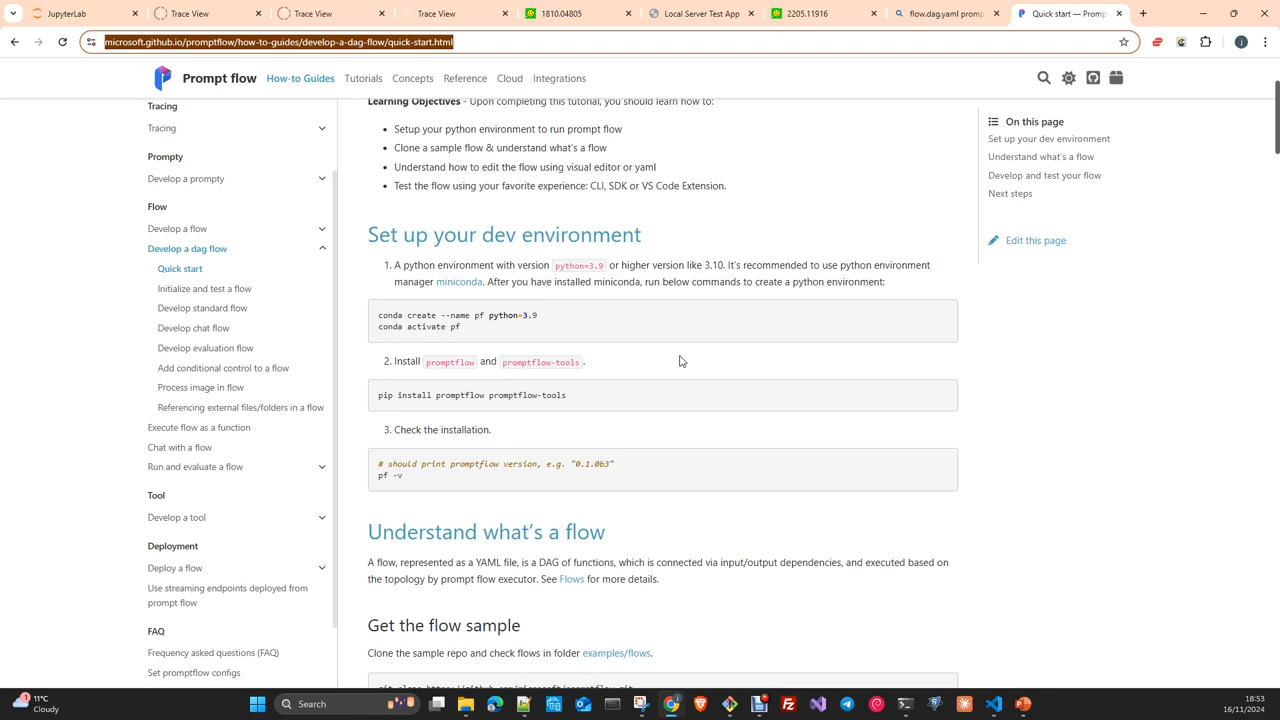 JupyterLab
Trace View
Trace View
Trace View
1810.04805
Local Server Test App
2205.11916
flow.dag.yaml promp
Quick start — Promp
microsoft.github.io/promptflow/how-to-guides/develop-a-dag-flow/quick-start.html
Prompt flow
How-to Guides
Tutorials
Concepts
Reference
Cloud
Integrations
Tracing
Tracing
Prompty
Develop a prompty
Flow
Develop a flow
Develop a dag flow
Quick start
Initialize and test a flow
Develop standard flow
Develop chat flow
Develop evaluation flow
Add conditional control to a flow
Process image in flow
Referencing external files/folders in a flow
Execute flow as a function
Chat with a flow
Run and evaluate a flow
Tool
Develop a tool
Deployment
Deploy a flow
Use streaming endpoints deployed from
prompt flow
FAQ
Frequency asked questions (FAQ)
Set promptflow configs
Learning Objectives - Upon completing this tutorial, you should learn how to:
• Setup your python environment to run prompt flow
• Clone a sample flow & understand what's a flow
• Understand how to edit the flow using visual editor or yaml
• Test the flow using your favorite experience: CLI, SDK or VS Code Extension.
Set up your dev environment
1. A python environment with version python=3.9 or higher version like 3.10. It's recommended to use python environment
manager miniconda. After you have installed miniconda, run below commands to create a python environment:
conda create --name pf python=3.9
conda activate pf
2. Install promptflow and promptflow-tools.
pip install promptflow promptflow-tools
3. Check the installation.
# should print promptflow version, e.g. "0.1.0b3"
pf -v
Understand what's a flow
A flow, represented as a YAML file, is a DAG of functions, which is connected via input/output dependencies, and executed based on
the topology by prompt flow executor. See Flows for more details.
Get the flow sample
Clone the sample repo and check flows in folder examples/flows.
git clone https://github.com/microsoft/promptflow.git
On this page
Set up your dev environment
Understand what's a flow
Develop and test your flow
Next steps
Edit this page
1
11°C
Cloudy
Search
18:53
16/11/2024